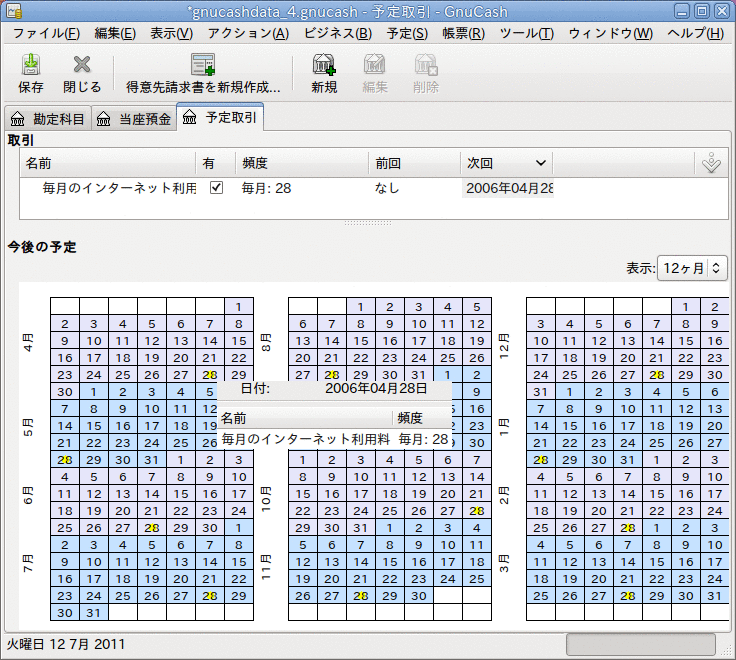 *gnucashdata_4.gnucash - 予定取引 - GnuCash
ファイル(F) 編集(E) 表示(V) アクション(A) ビジネス(B) 予定(S) 帳票(R) ツール(T) ウィンドウ(W) ヘルプ(H)
保存 閉じる 得意先請求書を新規作成... 新規 編集 削除
勘定科目 当座預金 予定取引
取引
名前 有 頻度 前回 次回
毎月のインターネット利用 毎月: 28 なし 2006年04月28
今後の予定
表示: 12ヶ月
4月
1
2 3 4 5 6 7 8
9 10 11 12 13 14 15
16 17 18 19 20 21 22
23 24 25 26 27 28 29
30 1 2 3 4 5
5月
7 8 9 10 11 12
14 15 16 17 18 19
21 22 23 24 25 26
28 29 30 31 1 2 3
6月
4 5 6 7 8 9 10
11 12 13 14 15 16 17
18 19 20 21 22 23 24
25 26 27 28 29 30 1
7月
2 3 4 5 6 7 8
9 10 11 12 13 14 15
16 17 18 19 20 21 22
23 24 25 26 27 28 29
30 31
8月
1 2 3 4 5
6 7 8 9 10 11 12
13 14 15 16 17 18 19
20 21 22 23 24 25 26
27 28 29 30 31 1 2
9
16
23
30
日付: 2006年04月28日
名前 頻度
毎月のインターネット利用料 毎月: 28
10月
1 2 3 4 5 6 7
8 9 10 11 12 13 14
15 16 17 18 19 20 21
22 23 24 25 26 27 28
29 30 31 1 2 3 4
11月
5 6 7 8 9 10 11
12 13 14 15 16 17 18
19 20 21 22 23 24 25
26 27 28 29 30
12月
1 2
3 4 5 6 7 8 9
10 11 12 13 14 15 16
17 18 19 20 21 22 23
24 25 26 27 28 29 30
31 1 2 3 4 5 6
1月
7 8 9 10 11 12 13
14 15 16 17 18 19 20
21 22 23 24 25 26 27
28 29 30 31 1 2 3
2月
4 5 6 7 8 9 10
11 12 13 14 15 16 17
18 19 20 21 22 23 24
25 26 27 28 1 2 3
3月
4 5 6 7 8 9 10
11 12 13 14 15 16 17
18 19 20 21 22 23 24
25 26 27 28 29 30 31
火曜日 12 7月 2011